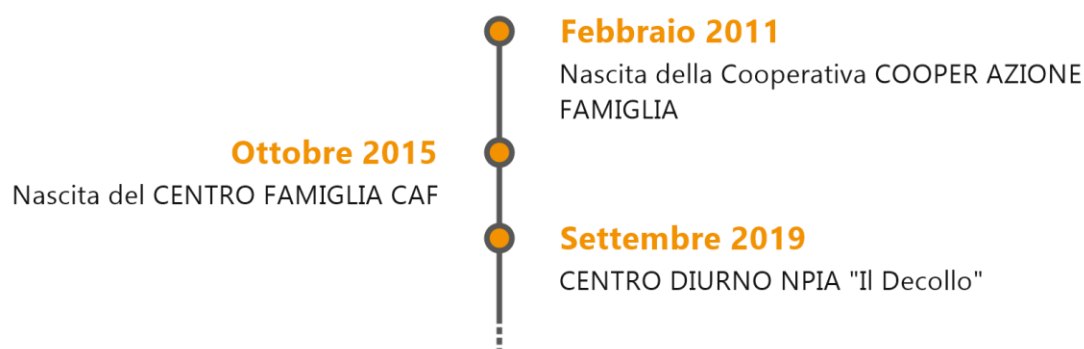 Febbraio 2011
Nascita della Cooperativa COOPER AZIONE
FAMIGLIA
Ottobre 2015
Nascita del CENTRO FAMIGLIA CAF
Settembre 2019
CENTRO DIURNO NPIA "Il Decollo"